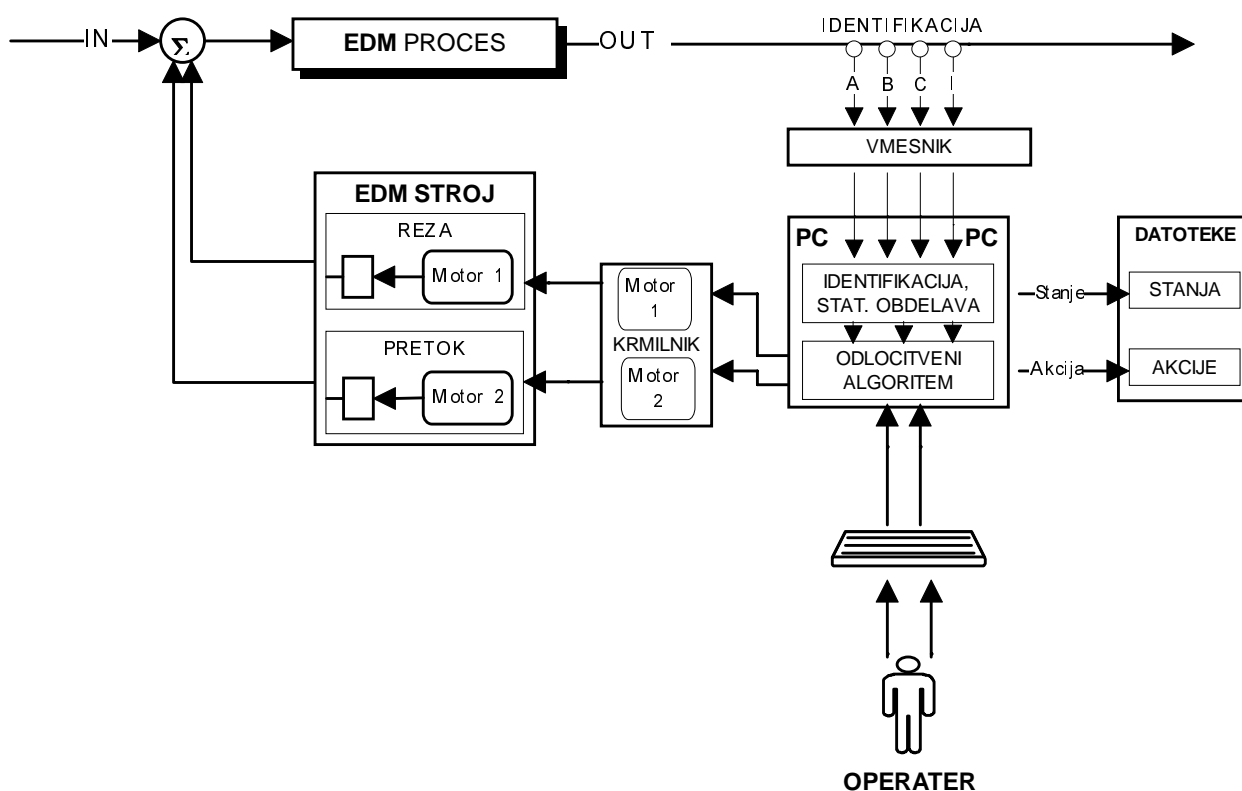 IN
Σ
EDM PROCES
OUT
IDENTIFIKACIJA
A B C I
VMESNIK
EDM STROJ
REZA
Motor 1
PRETOK
Motor 2
Motor
1
KRMILNIK
Motor
2
PC PC
IDENTIFIKACIJA,
STAT. OBDELAVA
ODLOCITVENI
ALGORITEM
Stanje
Akcija
DATOTEKE
STANJA
AKCIJE
OPERATER